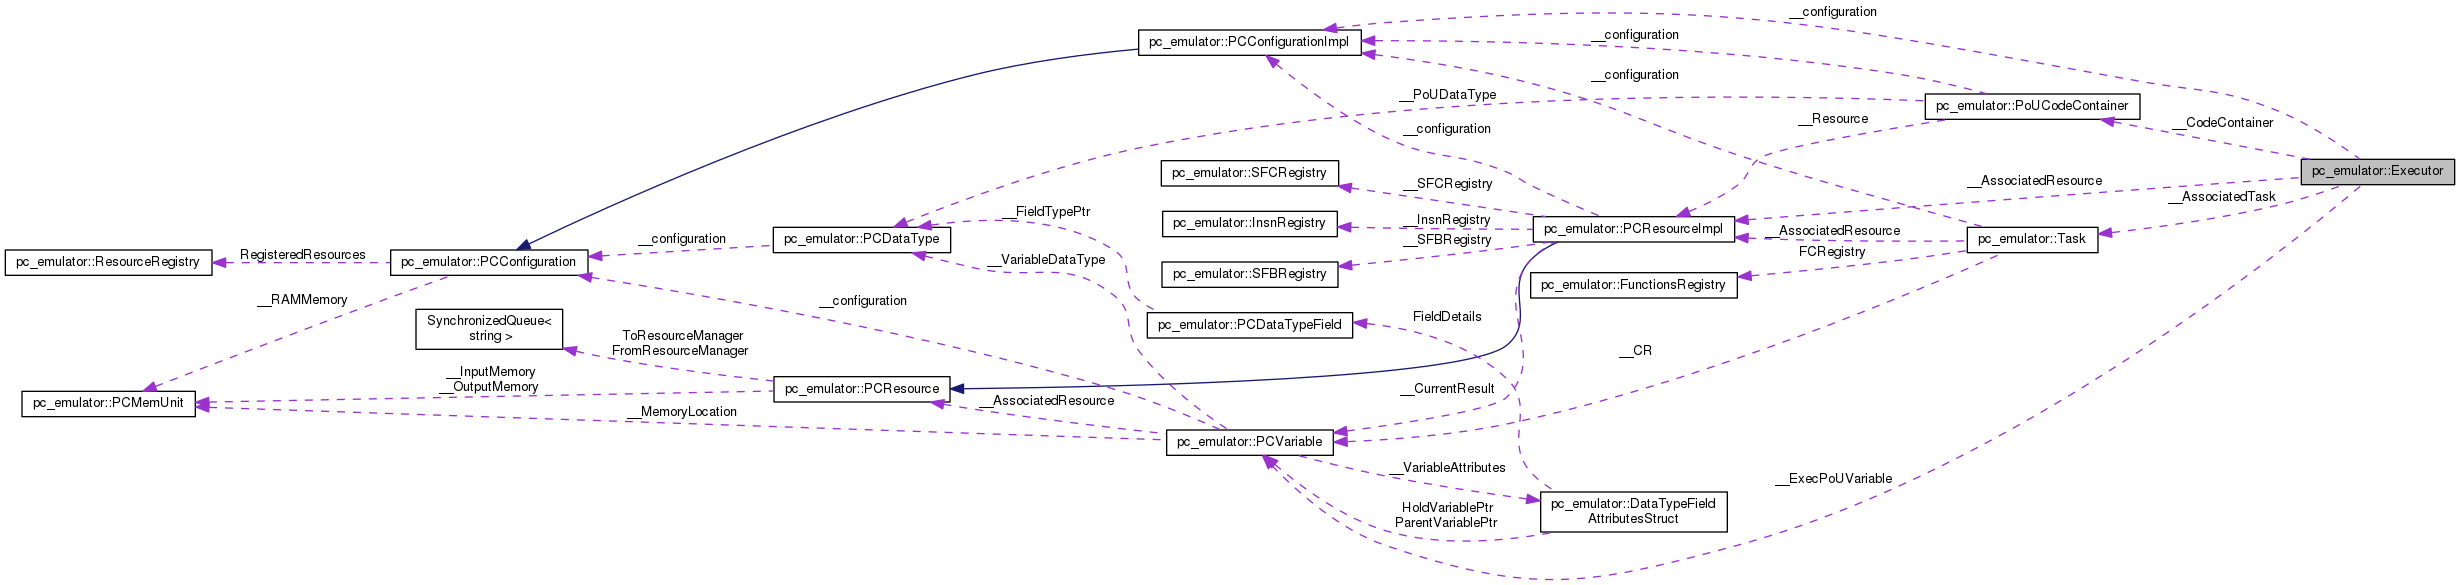 __configuration
__configuration
pc_emulator::PCConfigurationImpl
__configuration
__PoUDataType
pc_emulator::PoUCodeContainer
__Resource
__CodeContainer
__configuration
pc_emulator::SFCRegistry
pc_emulator::Executor
__SFCRegistry
__AssociatedResource
__AssociatedTask
__FieldTypePtr
pc_emulator::InsnRegistry
__InsnRegistry
pc_emulator::PCResourceImpl
__AssociatedResource
__configuration
pc_emulator::PCDataType
__SFBRegistry
pc_emulator::Task
FCRegistry
RegisteredResources
pc_emulator::ResourceRegistry
pc_emulator::PCConfiguration
__VariableDataType
pc_emulator::SFBRegistry
pc_emulator::FunctionsRegistry
__RAMMemory
__configuration
SynchronizedQueue<
string >
FieldDetails
pc_emulator::PCDataTypeField
ToResourceManager
FromResourceManager
__CR
__InputMemory
__OutputMemory
pc_emulator::PCResource
__CurrentResult
pc_emulator::PCMemUnit
__MemoryLocation
__AssociatedResource
pc_emulator::PCVariable
__VariableAttributes
__ExecPoUVariable
HoldVariablePtr
ParentVariablePtr
pc_emulator::DataTypeField
AttributesStruct